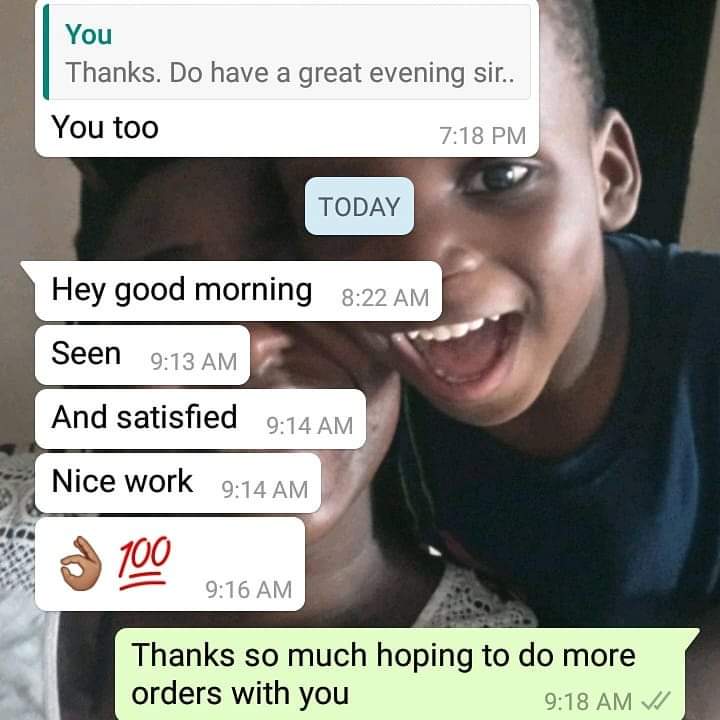 You
Thanks. Do have a great evening sir..
You too
7:18 PM
TODAY
Hey good morning 8:22 AM
Seen 9:13 AM
And satisfied 9:14 AM
Nice work 9:14 AM
👌🏾 💯
9:16 AM
Thanks so much hoping to do more
orders with you 9:18 AM